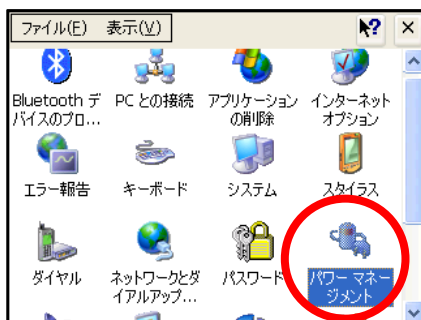 ファイル(F) 表示(V)
Bluetooth デ
バイスのプロ...
PC との接続
アプリケーション
の削除
インターネット
オプション
エラー報告
キーボード
システム
スタイラス
ダイヤル
ネットワークとダ
イアルアップ...
パスワード
パワー マネー
ジメント